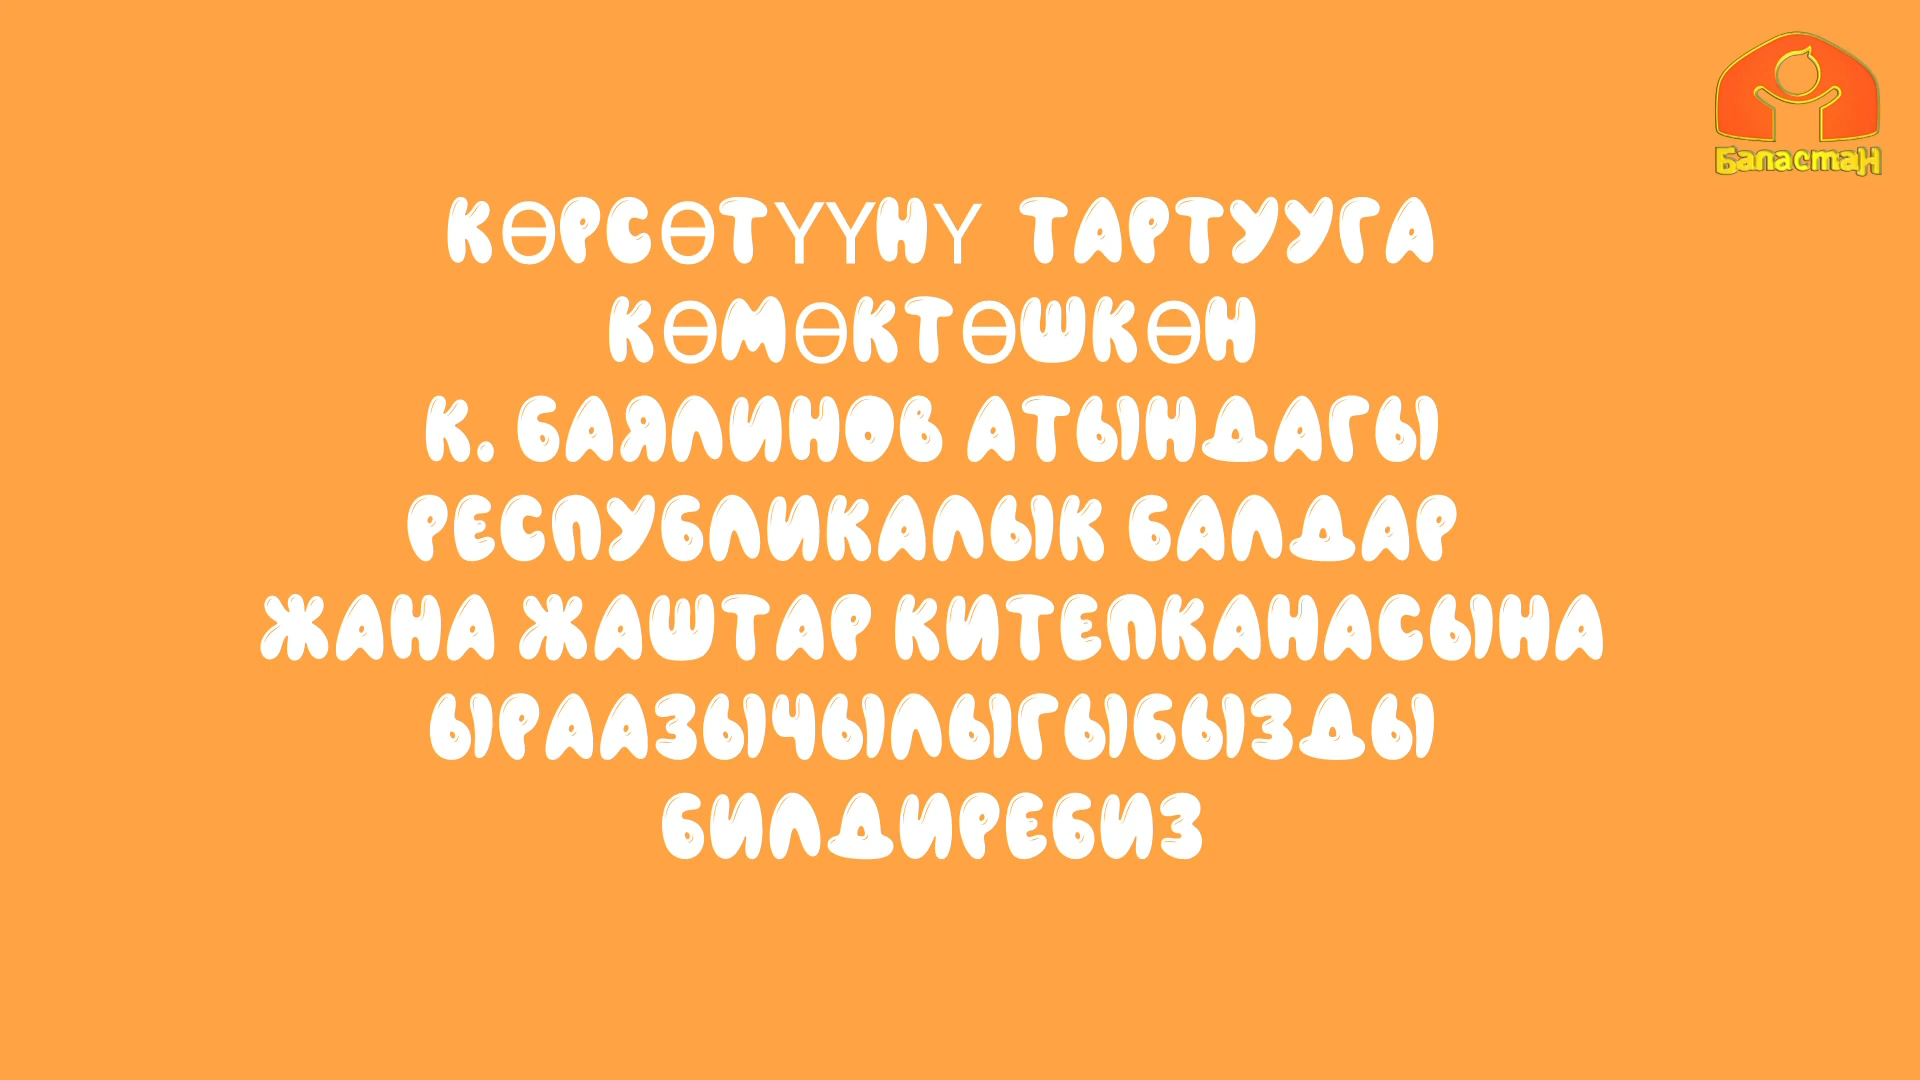 Баластан
КӨРСӨТҮҮНҮ ТАРТУУГА
КӨМӨКТӨШКӨН
К. БАЯЛИНОВ АТЫНДАГЫ
РЕСПУБЛИКАЛЫК БАЛДАР
ЖАНА ЖАШТАР КИТЕПКАНАСЫНА
ЫРААЗЫЧЫЛЫГЫБЫЗДЫ
БИЛДИРЕБИЗ